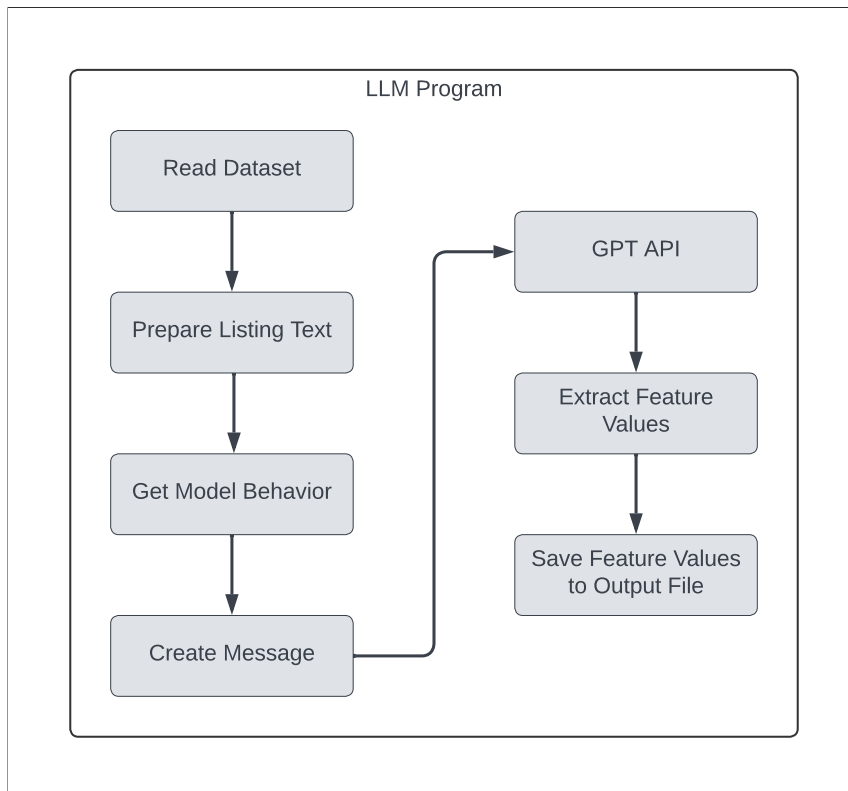 LLM Program
Read Dataset
Prepare Listing Text
Get Model Behavior
Create Message
GPT API
Extract Feature
Values
Save Feature Values
to Output File